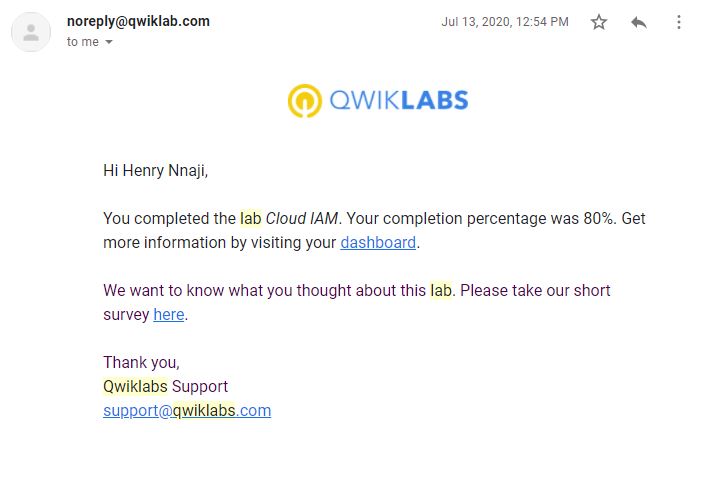 noreply@qwiklab.com
Jul 13, 2020, 12:54 PM
to me
QWIKLABS
Hi Henry Nnaji,
You completed the lab Cloud IAM. Your completion percentage was 80%. Get
more information by visiting your dashboard.
We want to know what you thought about this lab. Please take our short
survey here.
Thank you,
Qwiklabs Support
support@qwiklabs.com